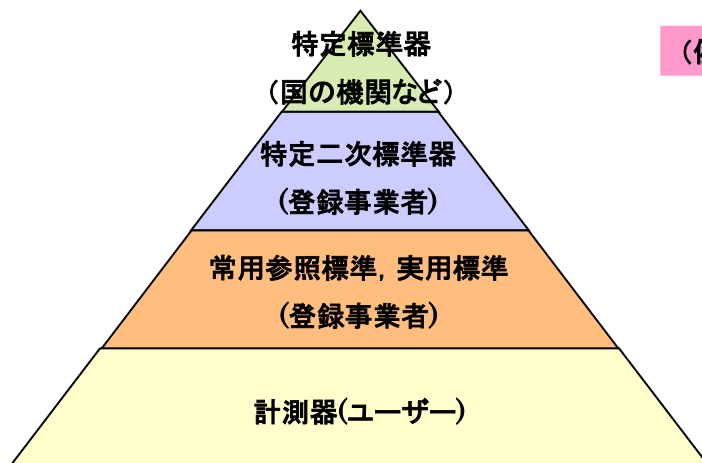 特定標準器
（国の機関など）
特定二次標準器
(登録事業者)
常用参照標準，実用標準
(登録事業者)
計測器(ユーザー)